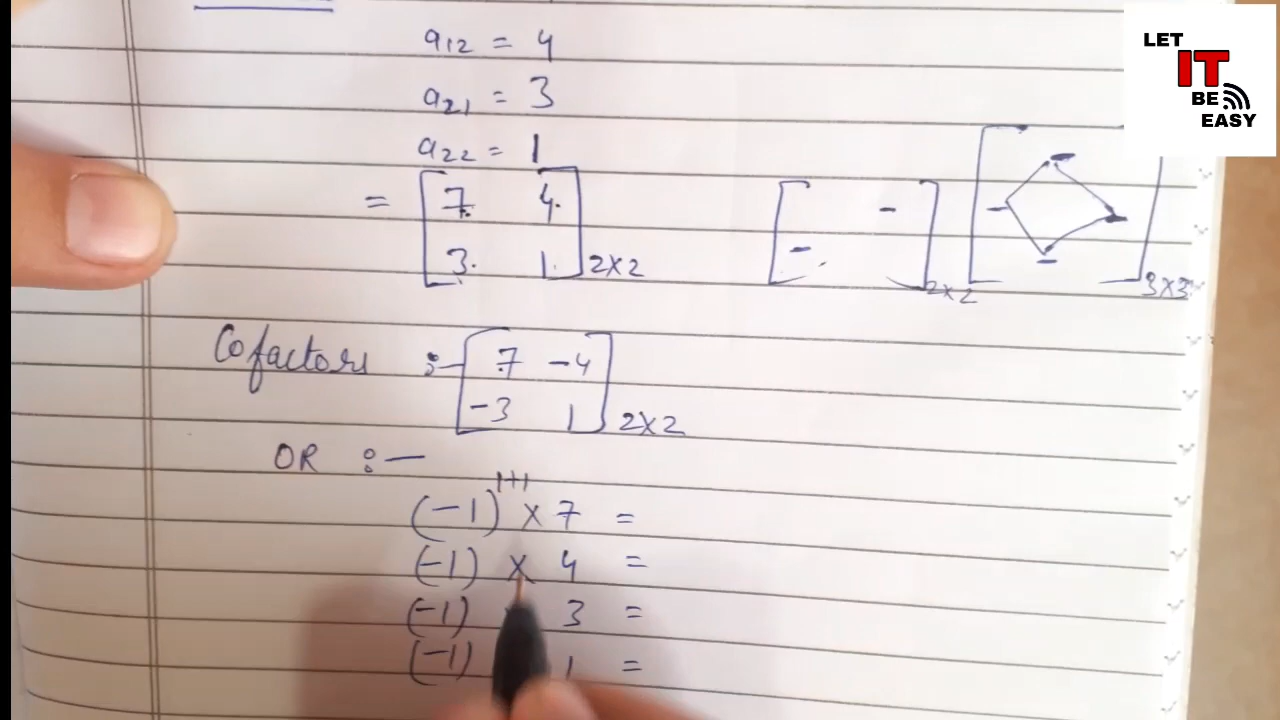 LET
IT
BE
EASY
a12 = 4
a21 = 3
a22 = 1
= [7 4
3 1] 2x2
[ -
- ] 2x2
[ -
- -
- ] 3x3
Cofactors :- [7 -4
-3 1] 2x2
OR :-
(-1)^1+1 x 7 =
(-1) x 4 =
(-1) 3 =
(-1) 1 =